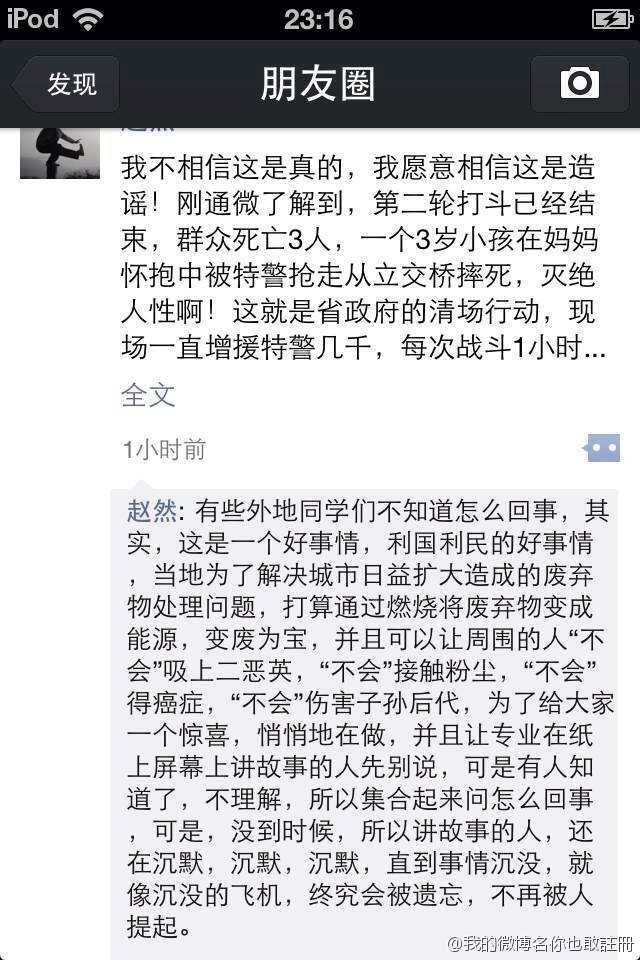 iPod 23:16
发现 朋友圈
我不相信这是真的，我愿意相信这是造
谣！刚通微了解到，第二轮打斗已经结
束，群众死亡3人，一个3岁小孩在妈妈
怀抱中被特警抢走从立交桥摔死，灭绝
人性啊！这就是省政府的清场行动，现
场一直增援特警几千，每次战斗1小时...
全文
1小时前
赵然: 有些外地同学们不知道怎么回事，其
实，这是一个好事情，利国利民的好事情
，当地为了解决城市日益扩大造成的废弃
物处理问题，打算通过燃烧将废弃物变成
能源，变废为宝，并且可以让周围的人“不
会”吸上二恶英，“不会”接触粉尘，“不会”
得癌症，“不会”伤害子孙后代，为了给大家
一个惊喜，悄悄地在做，并且让专业在纸
上屏幕上讲故事的人先别说，可是有人知
道了，不理解，所以集合起来问怎么回事
，可是，没到时候，所以讲故事的人，还
在沉默，沉默，沉默，直到事情沉没，就
像沉没的飞机，终究会被遗忘，不再被人
提起。
@我的微博名你也敢註冊